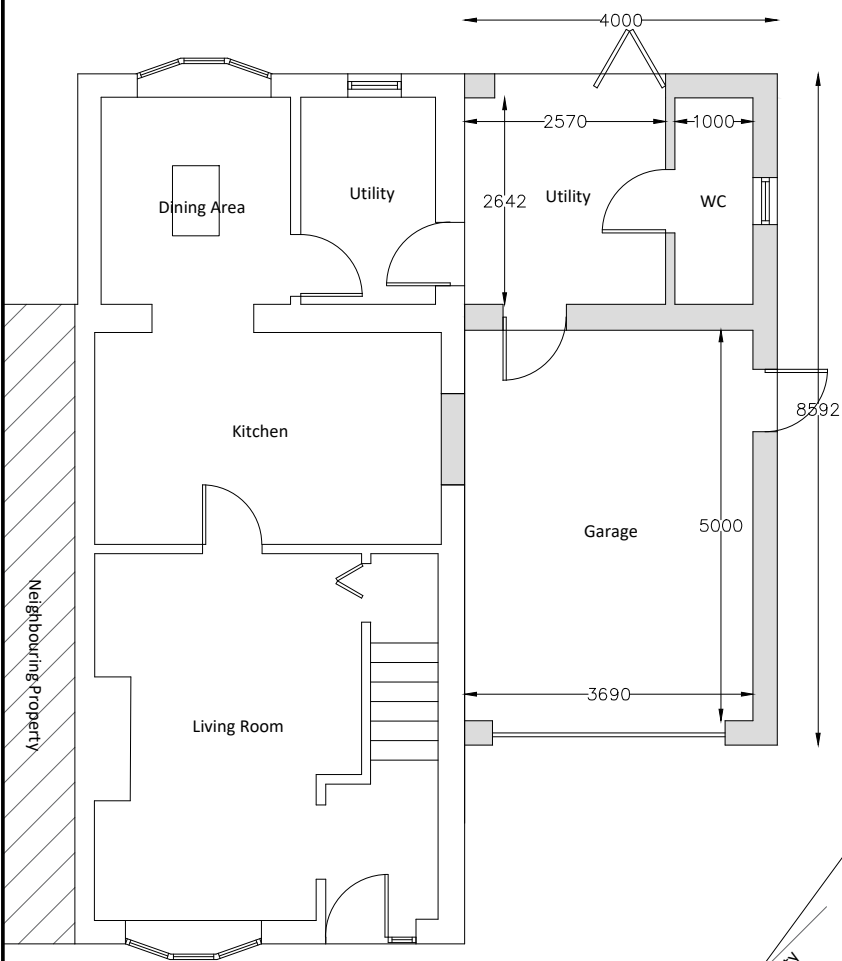 4000
2570
1000
Dining Area
Utility
2642
Utility
WC
8592
Kitchen
Garage
5000
Neighbouring Property
3690
Living Room